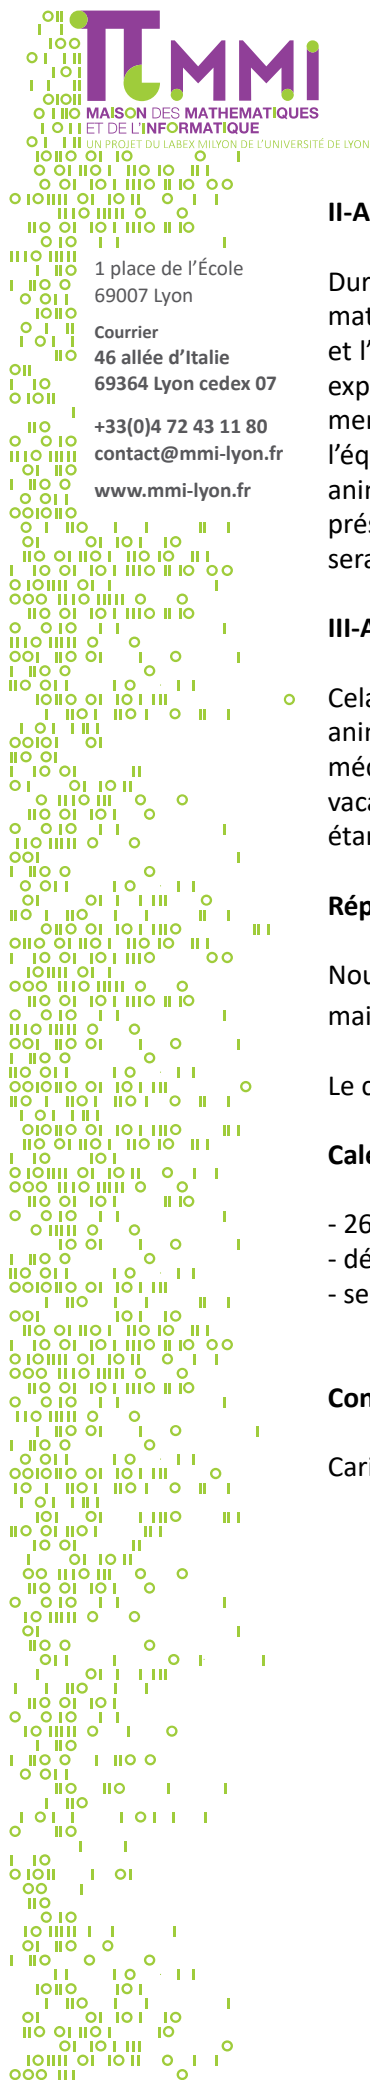 MMI
MAISON DES MATHEMATIQUES
ET DE L'INFORMATIQUE
UN PROJET DU LABEX MILYON DE L'UNIVERSITÉ DE LYON
1 place de l'École
69007 Lyon
Courrier
46 allée d'Italie
69364 Lyon cedex 07
+33(0)4 72 43 11 80
contact@mmi-lyon.fr
www.mmi-lyon.fr
II-A
Dur
mat
et l'
exp
mer
l'éq
anir
prés
sera
III-A
Cela
anir
méd
vaca
étar
Rép
Nou
mai
Le d
Cale
- 26
- dé
- se
Con
Cari